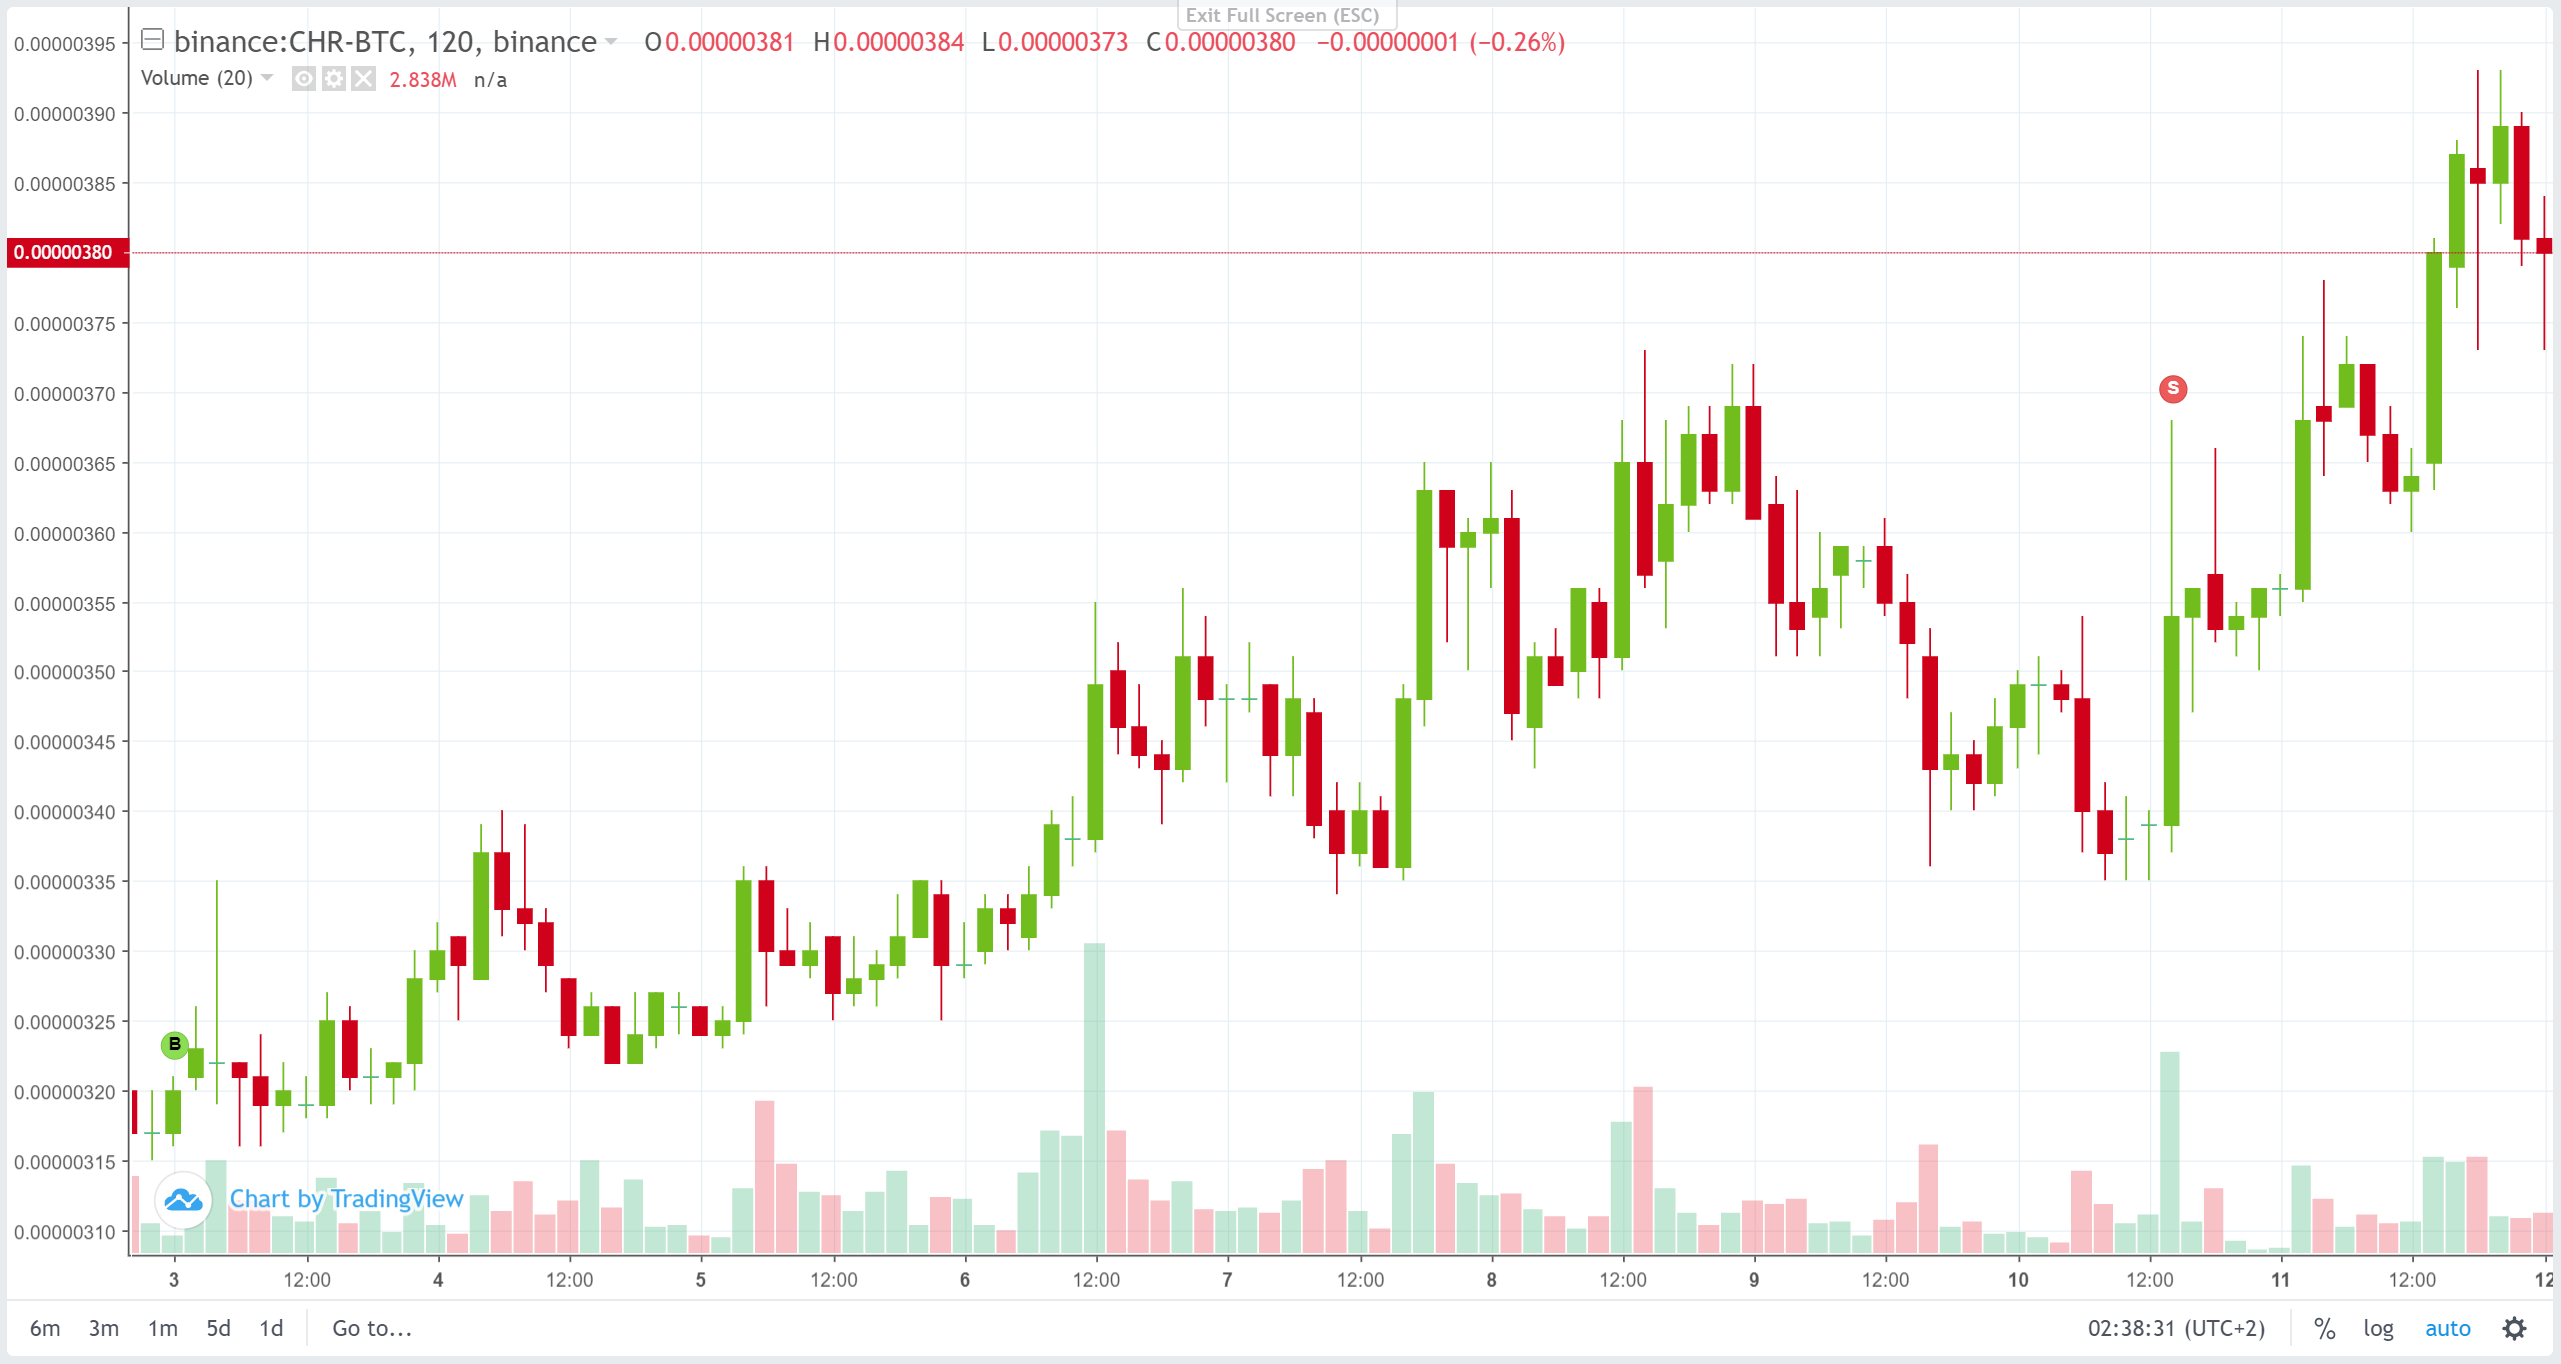 Exit Full Screen (ESC)
binance:CHR-BTC, 120, binance O0.00000381 H0.00000384 L0.00000373 C0.00000380 −0.00000001 (−0.26%)
Volume (20) 2.838M n/a
0.00000395
0.00000390
0.00000385
0.00000380
0.00000375
0.00000370
0.00000365
0.00000360
0.00000355
0.00000350
0.00000345
0.00000340
0.00000335
0.00000330
0.00000325
0.00000320
0.00000315
0.00000310
S
B
Chart by TradingView
3 12:00 4 12:00 5 12:00 6 12:00 7 12:00 8 12:00 9 12:00 10 12:00 11 12:00 12
6m 3m 1m 5d 1d Go to... 02:38:31 (UTC+2) % log auto